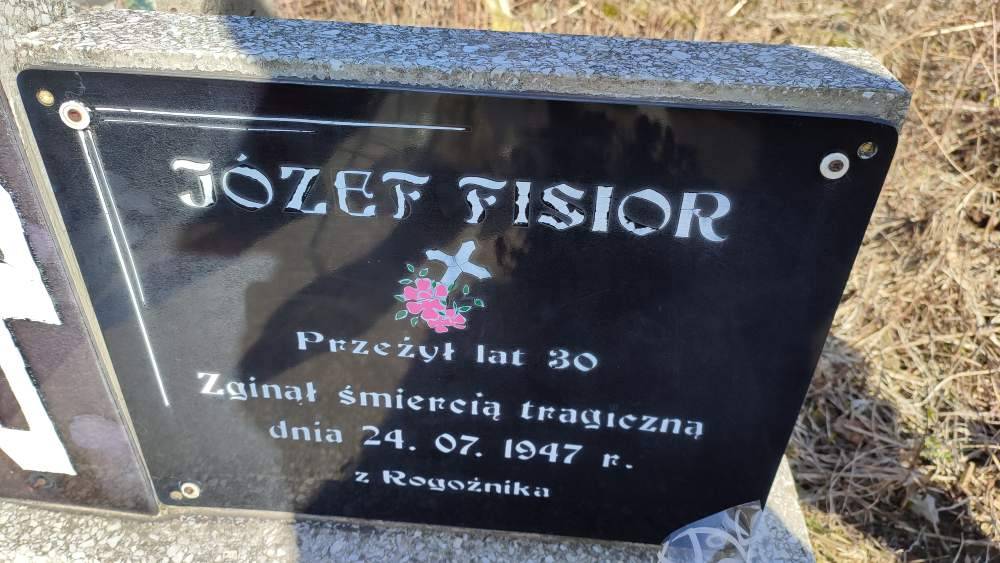 JÓZEF FISIOR
Przeżył lat 30
Zginął śmiercią tragiczną
dnia 24. 07. 1947 r.
z Rogoźnika